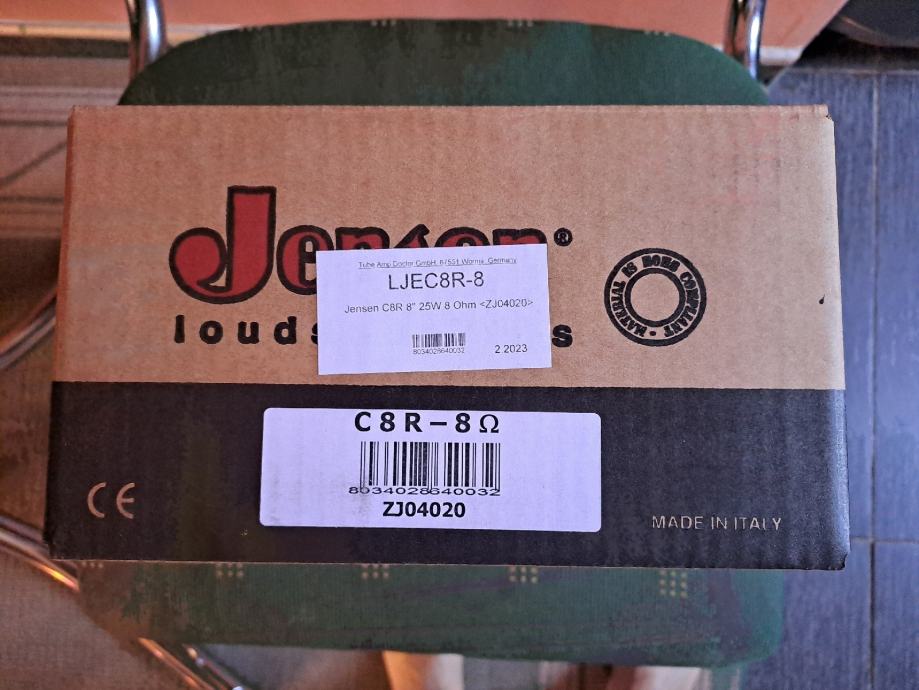 Jensen®
Tube Amp Doctor GmbH, 67551 Worms, Germany
LJEC8R-8
Jensen C8R 8" 25W 8 Ohm <ZJ04020>
8034028640032
2.2023
louds s
THIS IS ROHS COMPLIANT
C8R-8Ω
8034028640032
ZJ04020
CE
MADE IN ITALY